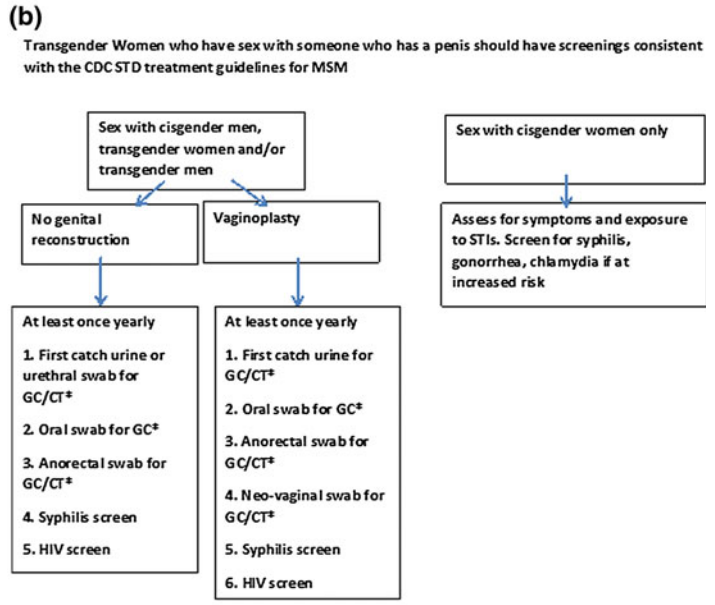 (b)
Transgender Women who have sex with someone who has a penis should have screenings consistent
with the CDC STD treatment guidelines for MSM
Sex with cisgender men,
transgender women and/or
transgender men
Sex with cisgender women only
No genital
reconstruction
Vaginoplasty
Assess for symptoms and exposure
to STIs. Screen for syphilis,
gonorrhea, chlamydia if at
increased risk
At least once yearly
1. First catch urine or
urethral swab for
GC/CT‡
2. Oral swab for GC‡
3. Anorectal swab for
GC/CT‡
4. Syphilis screen
5. HIV screen
At least once yearly
1. First catch urine for
GC/CT‡
2. Oral swab for GC‡
3. Anorectal swab for
GC/CT‡
4. Neo-vaginal swab for
GC/CT‡
5. Syphilis screen
6. HIV screen